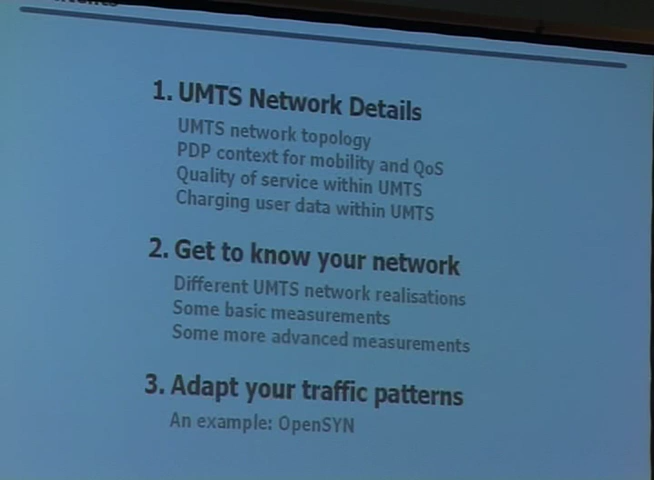 1. UMTS Network Details
UMTS network topology
PDP context for mobility and QoS
Quality of service within UMTS
Charging user data within UMTS
2. Get to know your network
Different UMTS network realisations
Some basic measurements
Some more advanced measurements
3. Adapt your traffic patterns
An example: OpenSYN